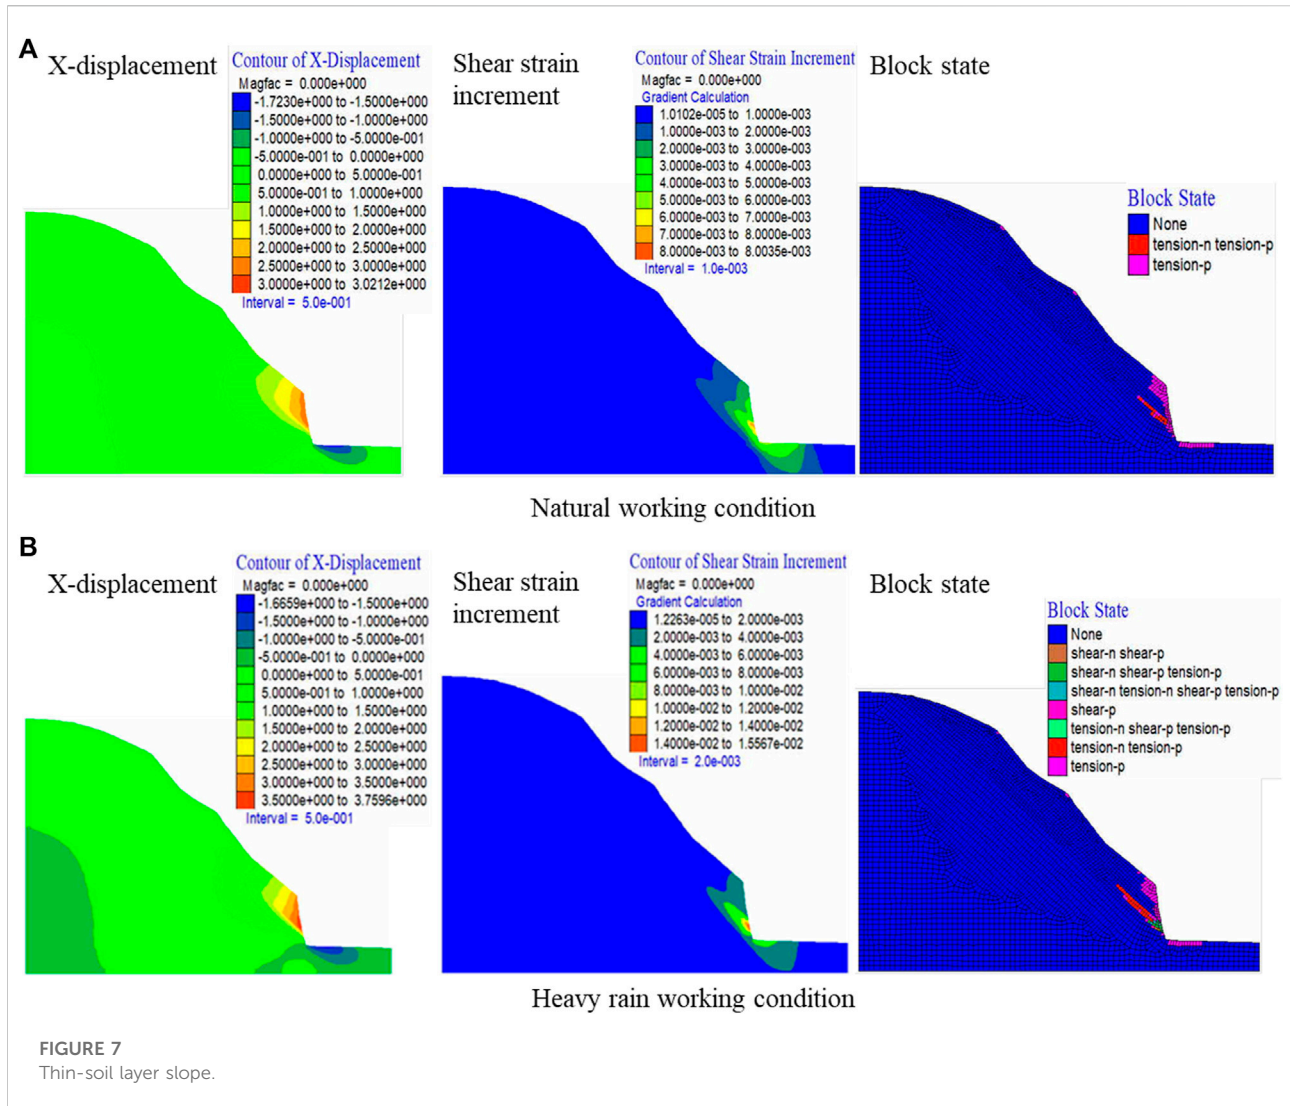 A
X-displacement
Contour of X-Displacement
Magfac = 0.000e+000
-1.7230e+000 to -1.5000e+000
-1.5000e+000 to -1.0000e+000
-1.0000e+000 to -5.0000e-001
-5.0000e-001 to 0.0000e+000
0.0000e+000 to 5.0000e-001
5.0000e-001 to 1.0000e+000
1.0000e+000 to 1.5000e+000
1.5000e+000 to 2.0000e+000
2.0000e+000 to 2.5000e+000
2.5000e+000 to 3.0000e+000
3.0000e+000 to 3.0212e+000
Interval = 5.0e-001
Shear strain
increment
Contour of Shear Strain Increment
Magfac = 0.000e+000
Gradient Calculation
1.0102e-005 to 1.0000e-003
1.0000e-003 to 2.0000e-003
2.0000e-003 to 3.0000e-003
3.0000e-003 to 4.0000e-003
4.0000e-003 to 5.0000e-003
5.0000e-003 to 6.0000e-003
6.0000e-003 to 7.0000e-003
7.0000e-003 to 8.0000e-003
8.0000e-003 to 8.0035e-003
Interval = 1.0e-003
Block state
Block State
None
tension-n tension-p
tension-p
Natural working condition
B
X-displacement
Contour of X-Displacement
Magfac = 0.000e+000
-1.6659e+000 to -1.5000e+000
-1.5000e+000 to -1.0000e+000
-1.0000e+000 to -5.0000e-001
-5.0000e-001 to 0.0000e+000
0.0000e+000 to 5.0000e-001
5.0000e-001 to 1.0000e+000
1.0000e+000 to 1.5000e+000
1.5000e+000 to 2.0000e+000
2.0000e+000 to 2.5000e+000
2.5000e+000 to 3.0000e+000
3.0000e+000 to 3.5000e+000
3.5000e+000 to 3.7596e+000
Interval = 5.0e-001
Shear strain
increment
Contour of Shear Strain Increment
Magfac = 0.000e+000
Gradient Calculation
1.2263e-005 to 2.0000e-003
2.0000e-003 to 4.0000e-003
4.0000e-003 to 6.0000e-003
6.0000e-003 to 8.0000e-003
8.0000e-003 to 1.0000e-002
1.0000e-002 to 1.2000e-002
1.2000e-002 to 1.4000e-002
1.4000e-002 to 1.5567e-002
Interval = 2.0e-003
Block state
Block State
None
shear-n shear-p
shear-n shear-p tension-p
shear-n tension-n shear-p tension-p
shear-p
tension-n shear-p tension-p
tension-n tension-p
tension-p
Heavy rain working condition
FIGURE 7
Thin-soil layer slope.